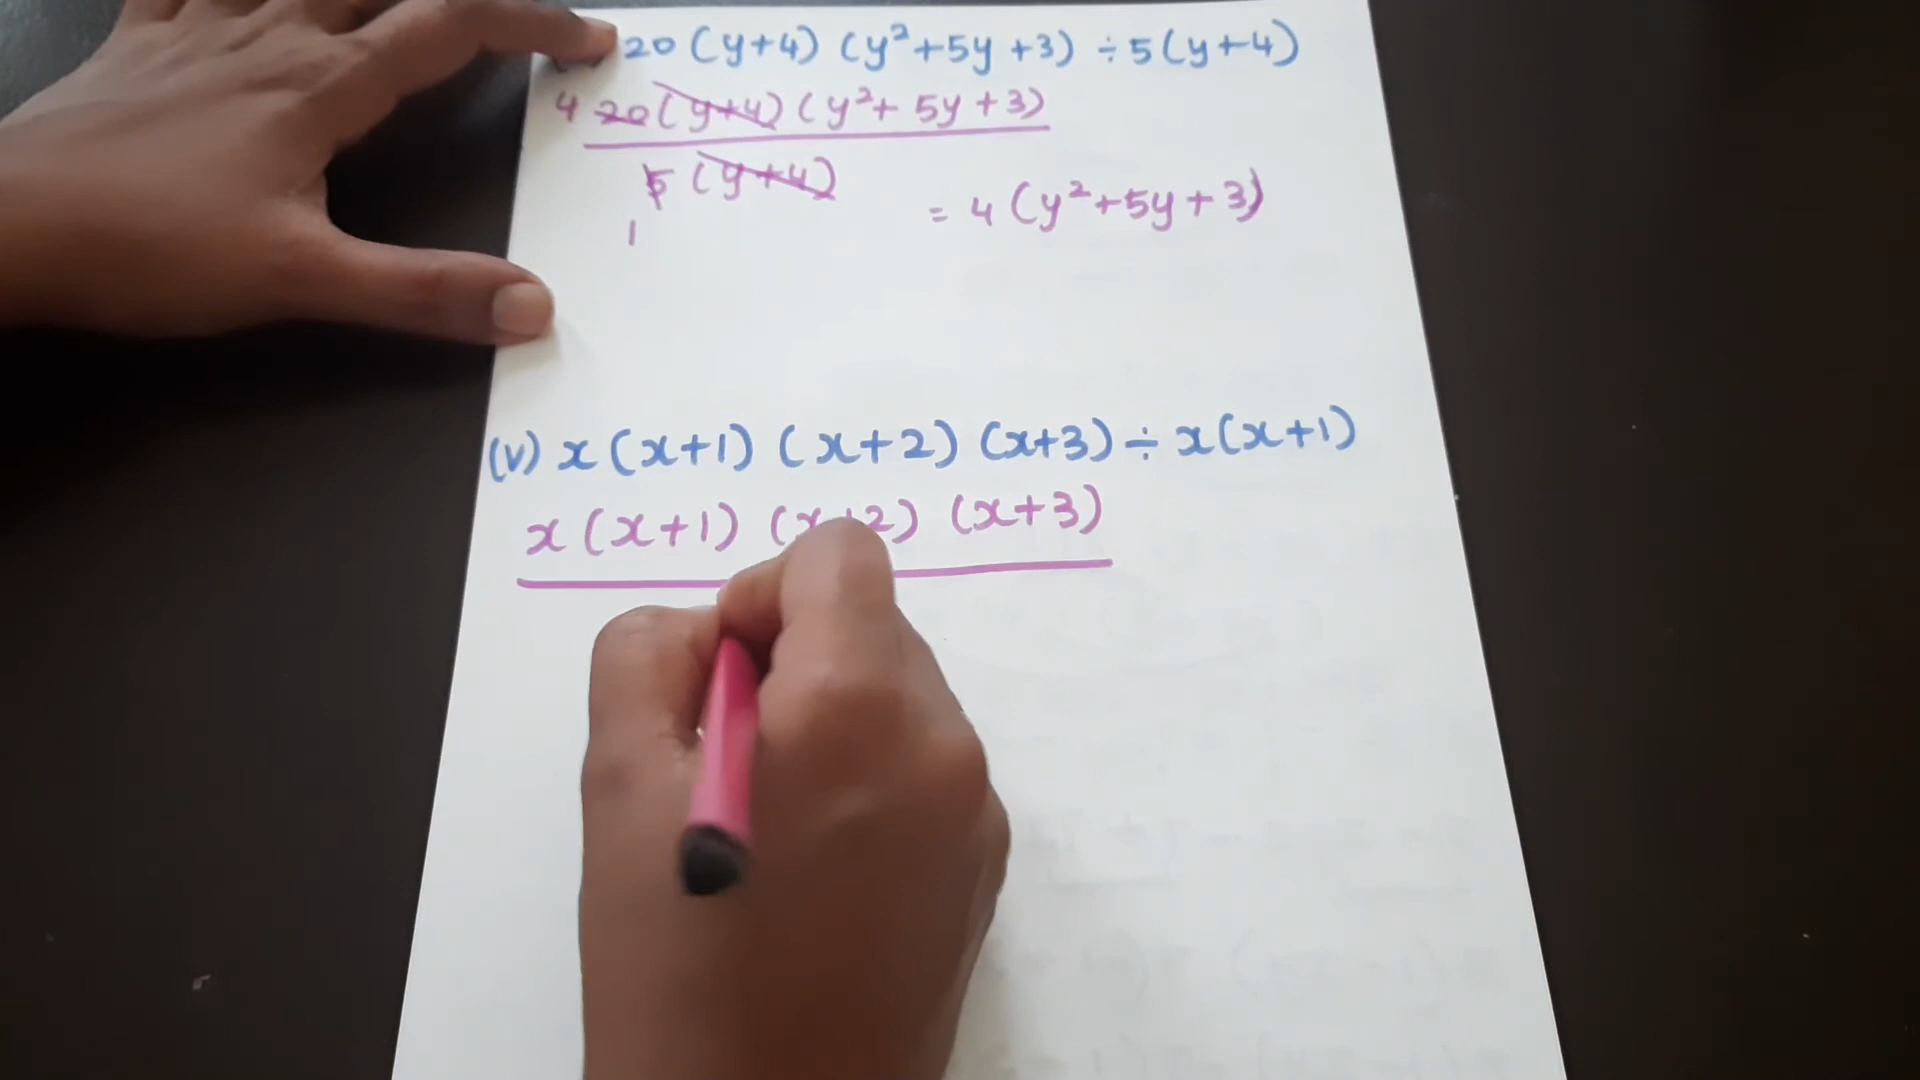 20 (y+4) (y²+5y+3) ÷ 5(y+4)
4 20(y+4) (y²+ 5y+3)
5 (y+4)
1
= 4 (y²+5y+3)
(v) x (x+1) (x+2) (x+3) ÷ x(x+1)
x (x+1) (x+2) (x+3)